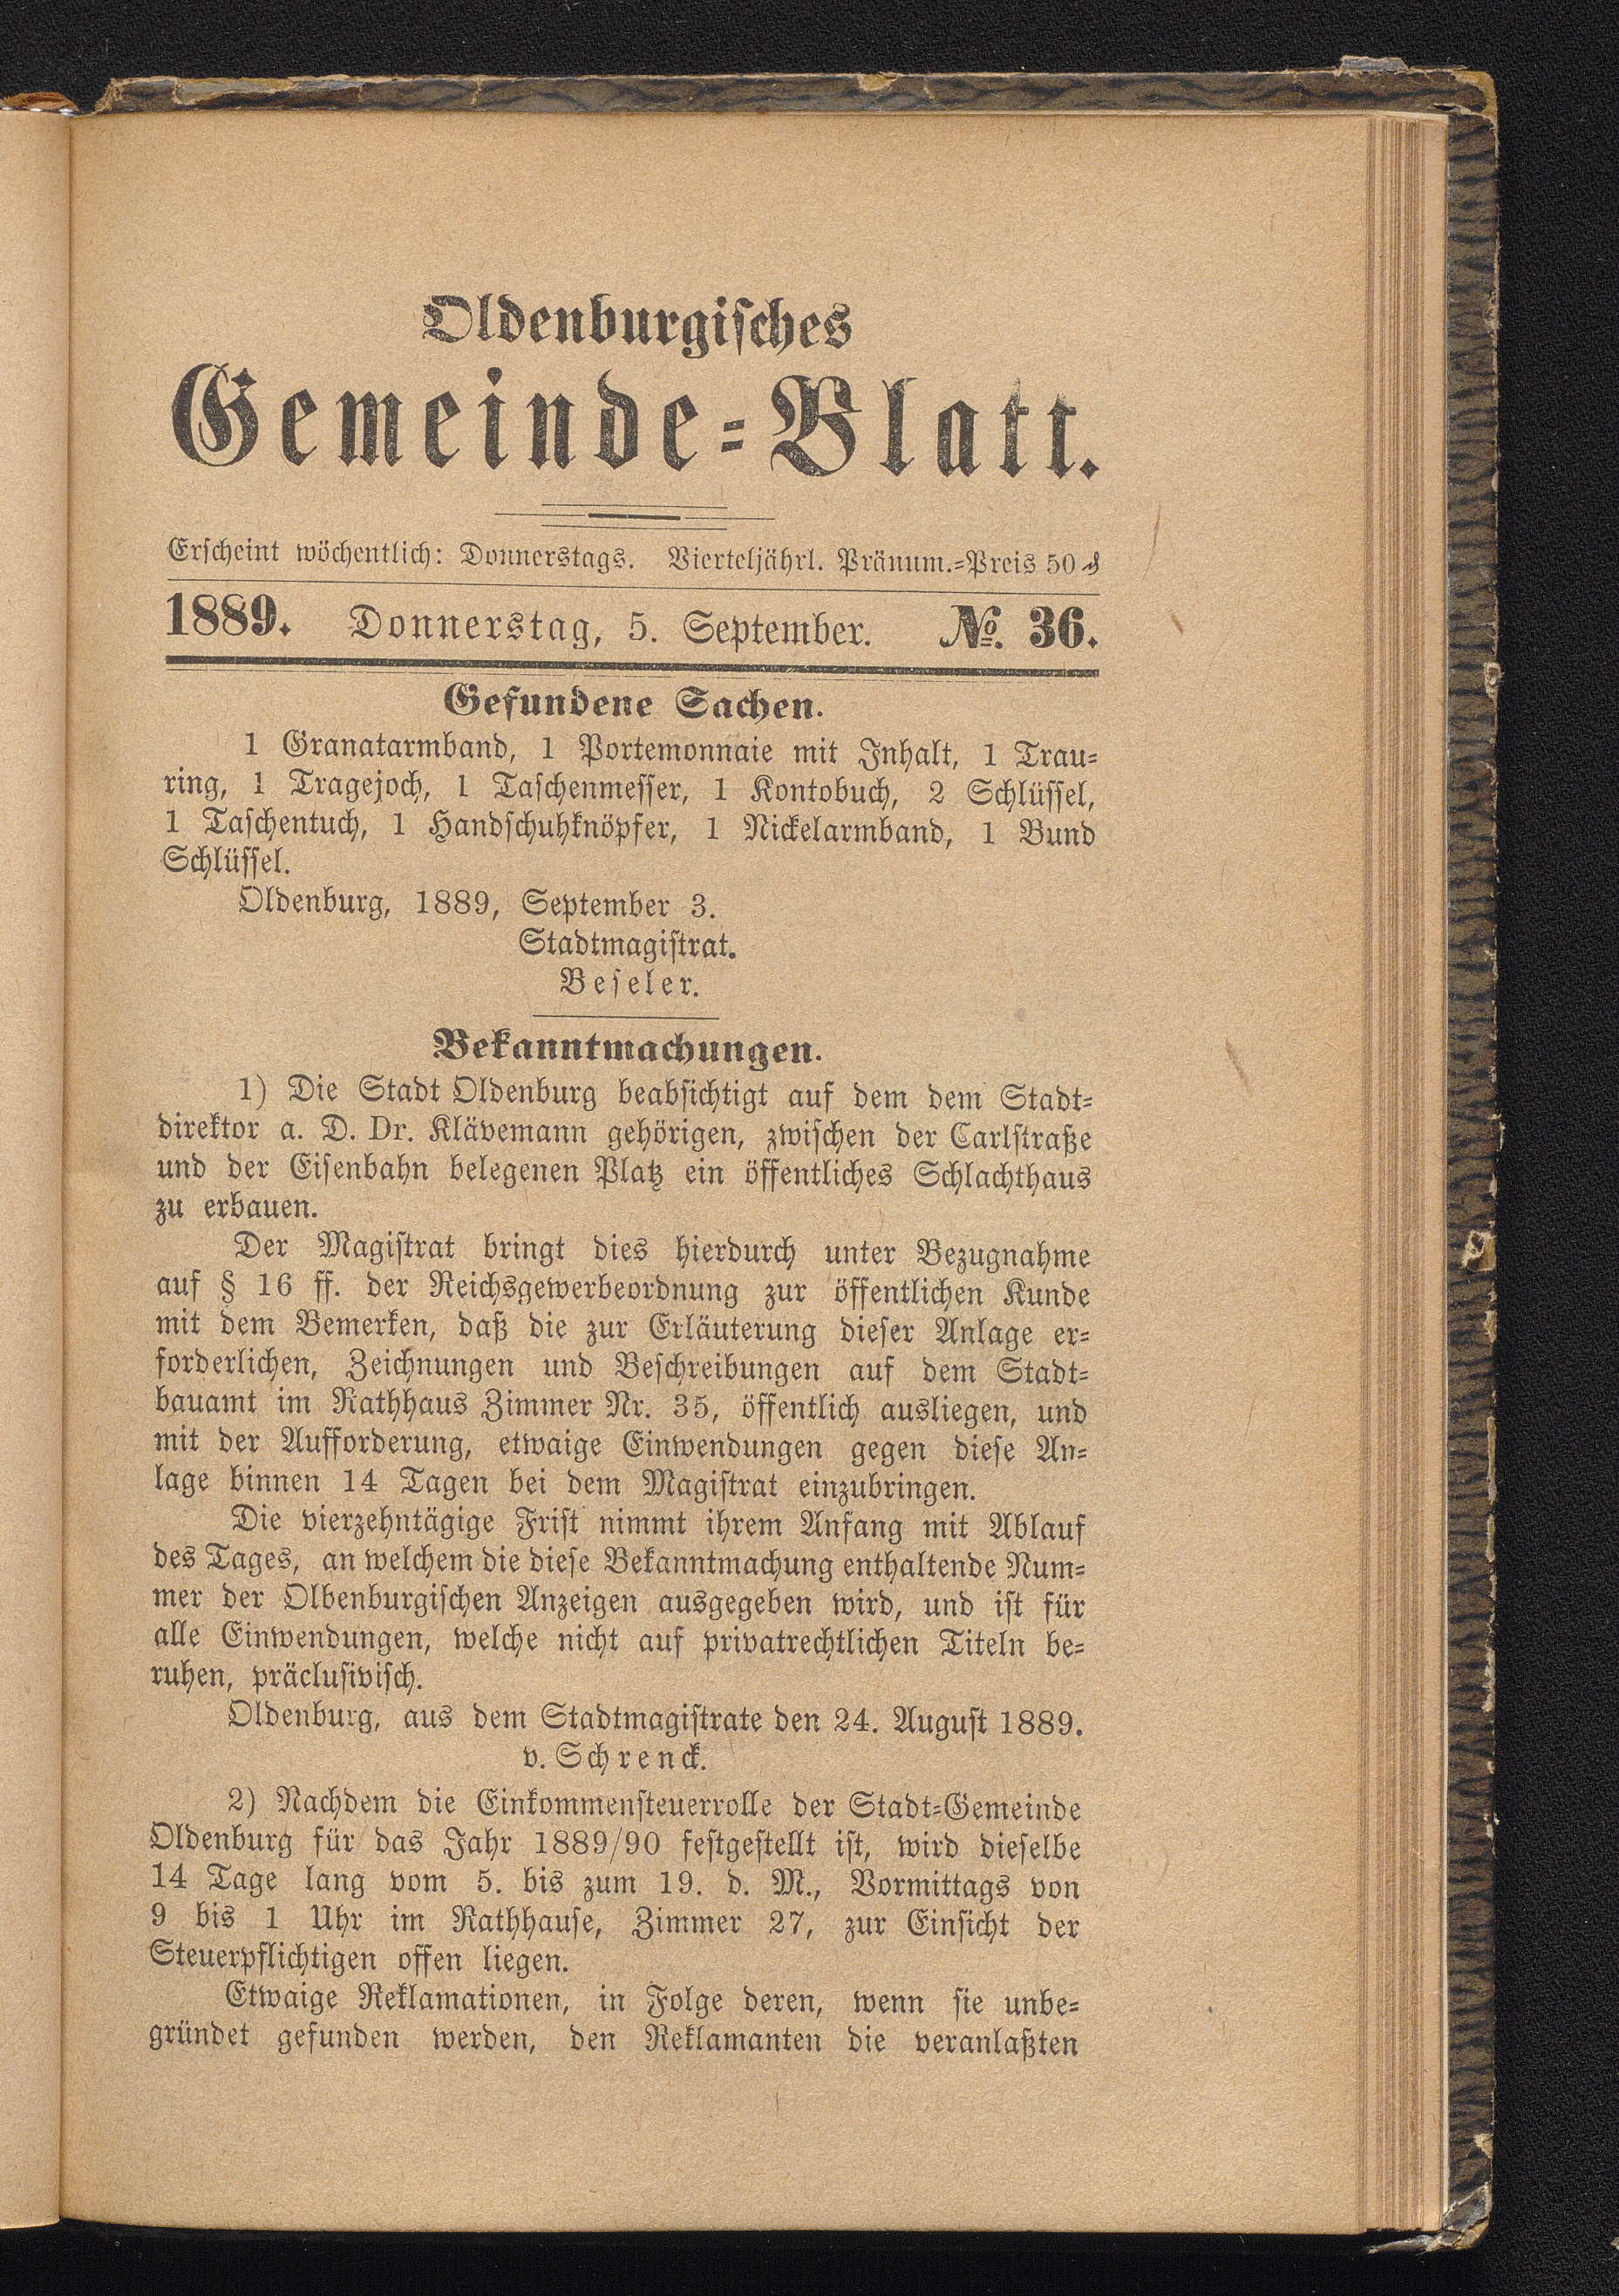 Oldenburgisches
Gemeinde-Blatt.
Erscheint wöchentlich: Donnerstags. Vierteljährl. Pränum.-Preis 50 ₰
1889. Donnerstag, 5. September. №. 36.
Gefundene Sachen.
1 Granatarmband, 1 Portemonnaie mit Inhalt, 1 Trau-
ring, 1 Tragejoch, 1 Taschenmesser, 1 Kontobuch, 2 Schlüssel,
1 Taschentuch, 1 Handschuhknöpfer, 1 Nickelarmband, 1 Bund
Schlüssel.
Oldenburg, 1889, September 3.
Stadtmagistrat.
Beseler.
Bekanntmachungen.
1) Die Stadt Oldenburg beabsichtigt auf dem dem Stadt-
direktor a. D. Dr. Klävemann gehörigen, zwischen der Carlstraße
und der Eisenbahn belegenen Platz ein öffentliches Schlachthaus
zu erbauen.
Der Magistrat bringt dies hierdurch unter Bezugnahme
auf § 16 ff. der Reichsgewerbeordnung zur öffentlichen Kunde
mit dem Bemerken, daß die zur Erläuterung dieser Anlage er-
forderlichen, Zeichnungen und Beschreibungen auf dem Stadt-
bauamt im Rathhaus Zimmer Nr. 35, öffentlich ausliegen, und
mit der Aufforderung, etwaige Einwendungen gegen diese An-
lage binnen 14 Tagen bei dem Magistrat einzubringen.
Die vierzehntägige Frist nimmt ihrem Anfang mit Ablauf
des Tages, an welchem die diese Bekanntmachung enthaltende Num-
mer der Olbenburgischen Anzeigen ausgegeben wird, und ist für
alle Einwendungen, welche nicht auf privatrechtlichen Titeln be-
ruhen, präclusivisch.
Oldenburg, aus dem Stadtmagistrate den 24. August 1889.
v. Schrenck.
2) Nachdem die Einkommensteuerrolle der Stadt-Gemeinde
Oldenburg für das Jahr 1889/90 festgestellt ist, wird dieselbe
14 Tage lang vom 5. bis zum 19. d. M., Vormittags von
9 bis 1 Uhr im Rathhause, Zimmer 27, zur Einsicht der
Steuerpflichtigen offen liegen.
Etwaige Reklamationen, in Folge deren, wenn sie unbe-
gründet gefunden werden, den Reklamanten die veranlaßten